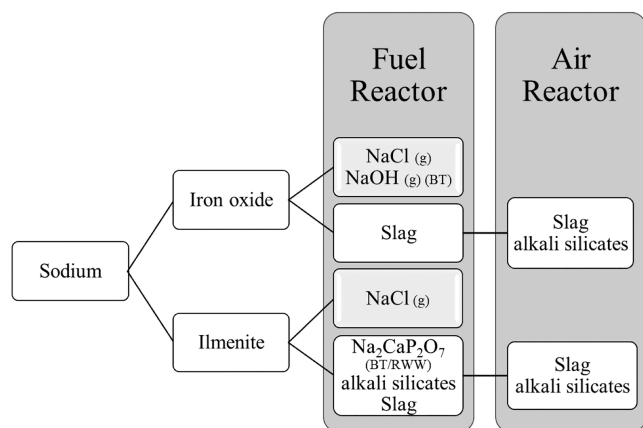 Fuel
Reactor
Air
Reactor
NaCl (g)
NaOH (g) (BT)
Iron oxide
Slag
Slag
alkali silicates
Sodium
NaCl (g)
Ilmenite
Na₂CaP₂O₇
(BT/RWW)
alkali silicates
Slag
Slag
alkali silicates